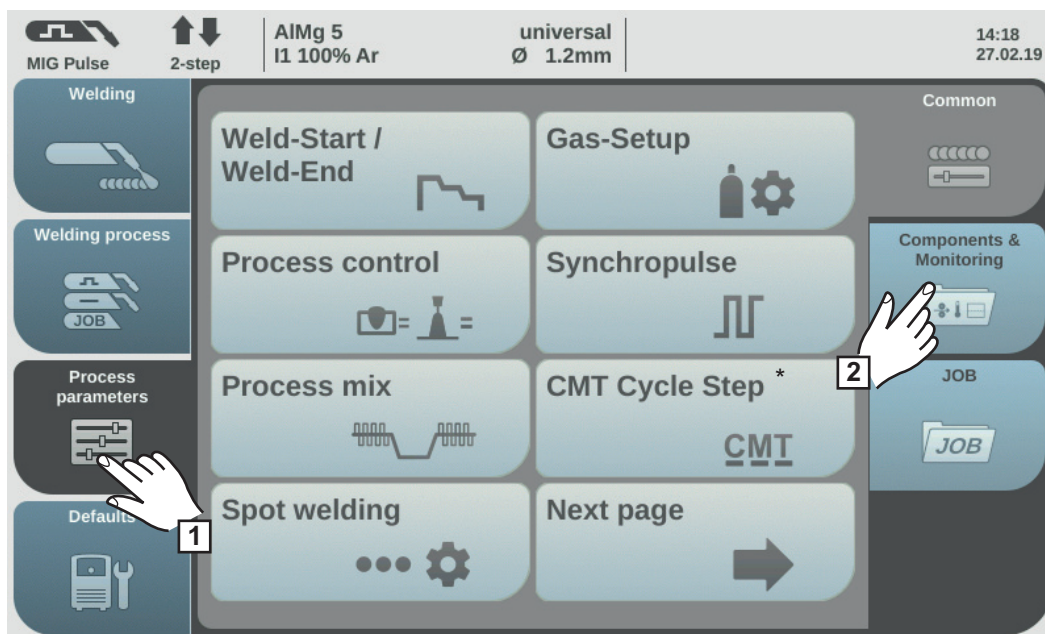 MIG Pulse
2-step
AlMg 5
I1 100% Ar
universal
Ø 1.2mm
14:18
27.02.19
Welding
Welding process
JOB
Process
parameters
1
Defaults
Weld-Start /
Weld-End
Gas-Setup
Process control
=
=
Synchropulse
Process mix
CMT Cycle Step *
CMT
Spot welding
Next page
Common
Components &
Monitoring
2
JOB
JOB